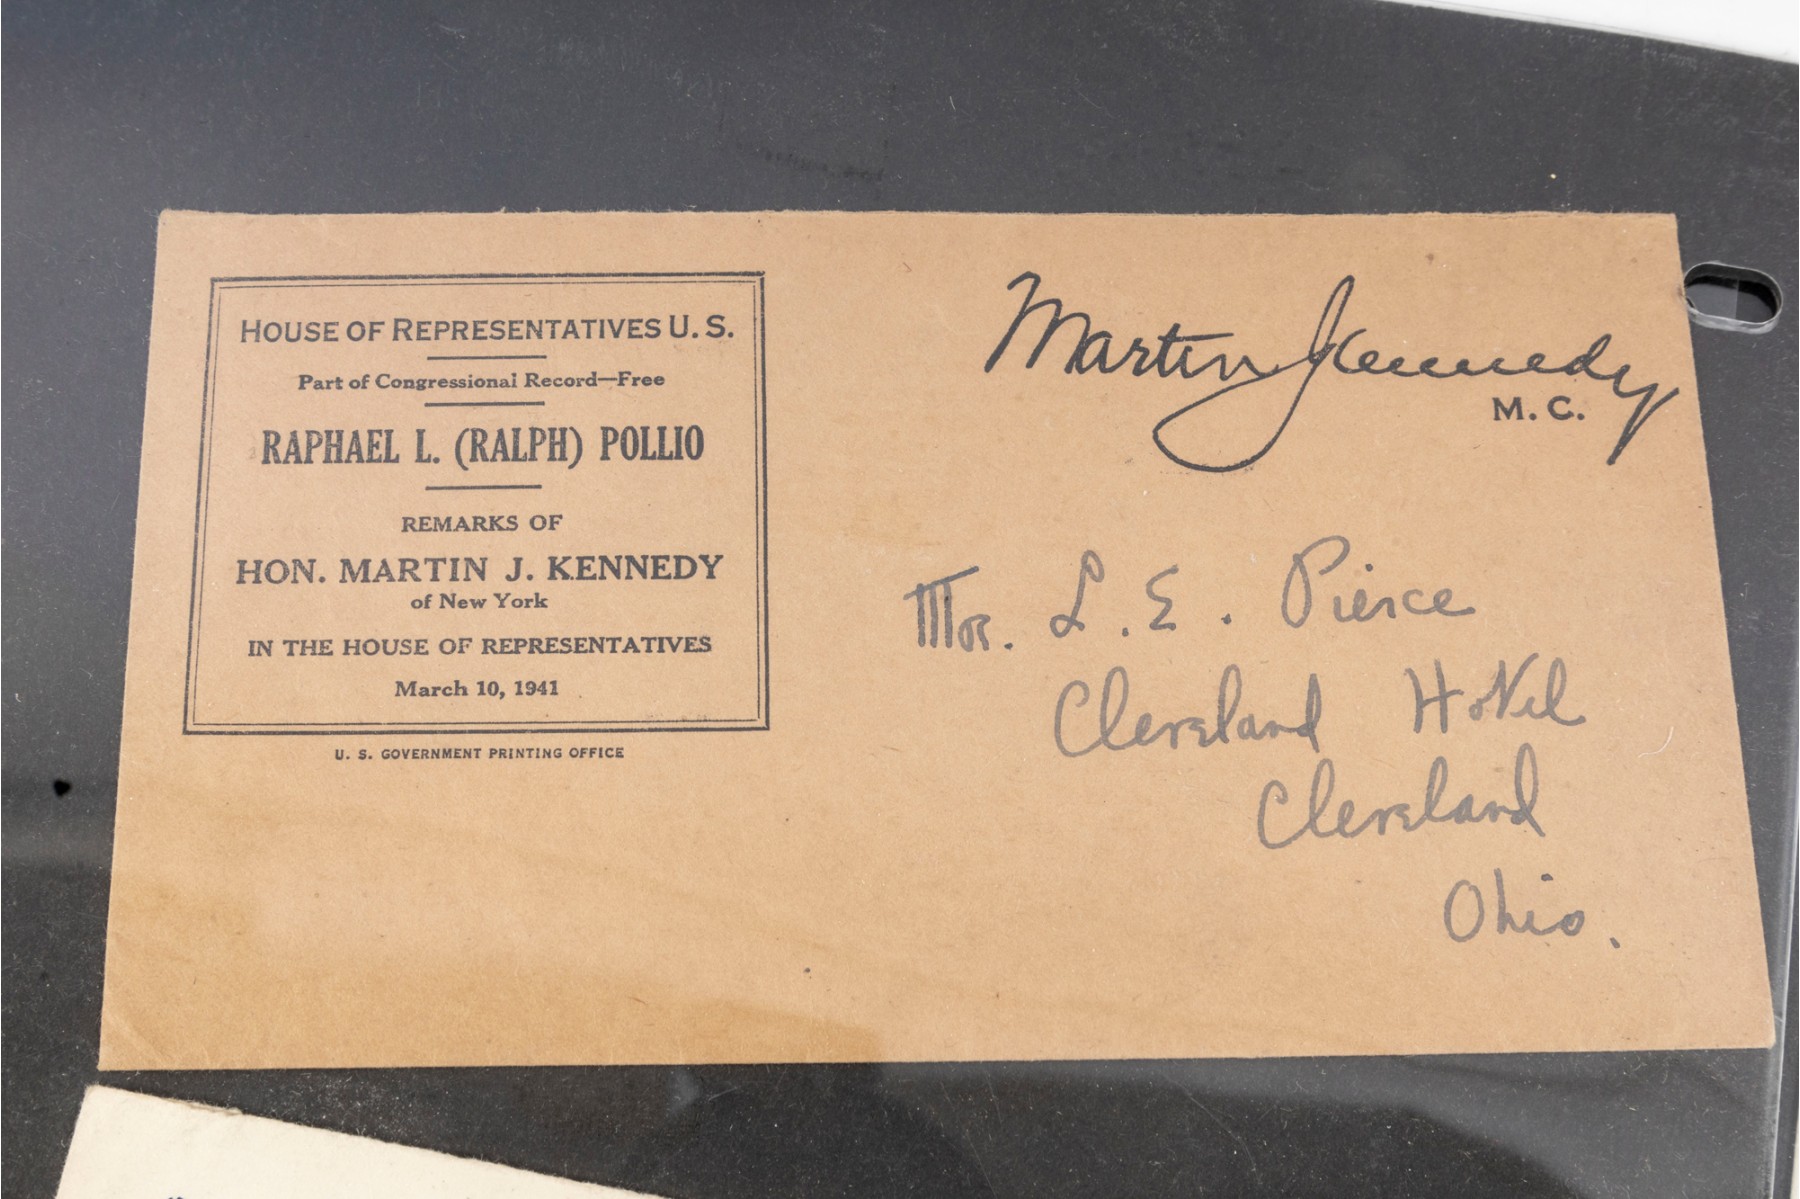 HOUSE OF REPRESENTATIVES U. S.
Part of Congressional Record—Free
RAPHAEL L. (RALPH) POLLIO
REMARKS OF
HON. MARTIN J. KENNEDY
of New York
IN THE HOUSE OF REPRESENTATIVES
March 10, 1941
U. S. GOVERNMENT PRINTING OFFICE
Martin J Kennedy
M. C.
Mr. L. E. Pierce
Cleveland Hotel
Cleveland
Ohio.